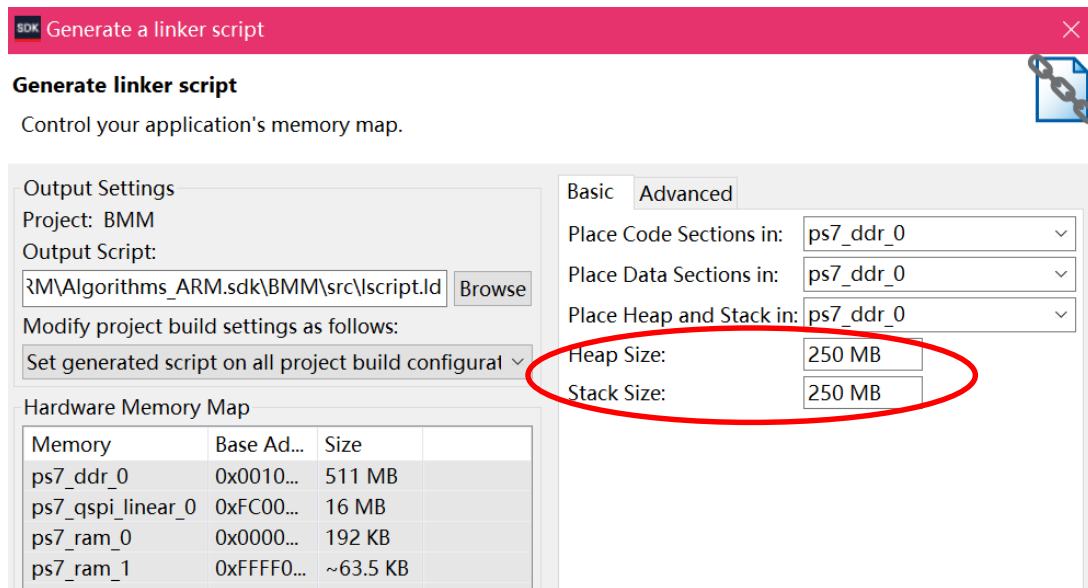 SDK Generate a linker script
Generate linker script
Control your application's memory map.
Output Settings
Project: BMM
Output Script:
RM\Algorithms_ARM.sdk\BMM\src\lscript.ld Browse
Modify project build settings as follows:
Set generated script on all project build configurat
Hardware Memory Map
Memory Base Ad... Size
ps7_ddr_0 0x0010... 511 MB
ps7_qspi_linear_0 0xFC00... 16 MB
ps7_ram_0 0x0000... 192 KB
ps7_ram_1 0xFFFF0... ~63.5 KB
Basic Advanced
Place Code Sections in: ps7_ddr_0
Place Data Sections in: ps7_ddr_0
Place Heap and Stack in: ps7_ddr_0
Heap Size: 250 MB
Stack Size: 250 MB